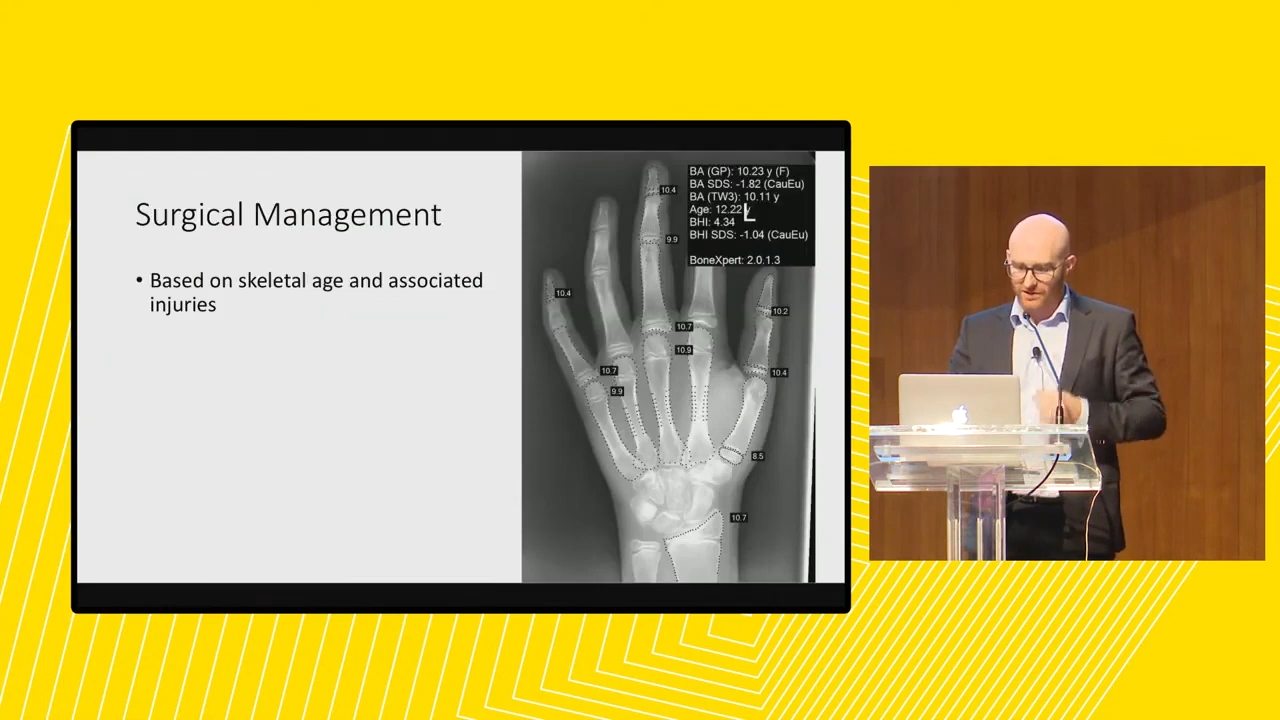 Surgical Management
• Based on skeletal age and associated
injuries
BA (GP): 10.23 y (F)
BA SDS: -1.82 (CauEu)
BA (TW3): 10.11 y
Age: 12.22 y
L
BHI: 4.34
BHI SDS: -1.04 (CauEu)
BoneXpert: 2.0.1.3
10.4
9.9
10.4
10.2
10.7
10.9
10.7
10.4
9.9
8.5
10.7